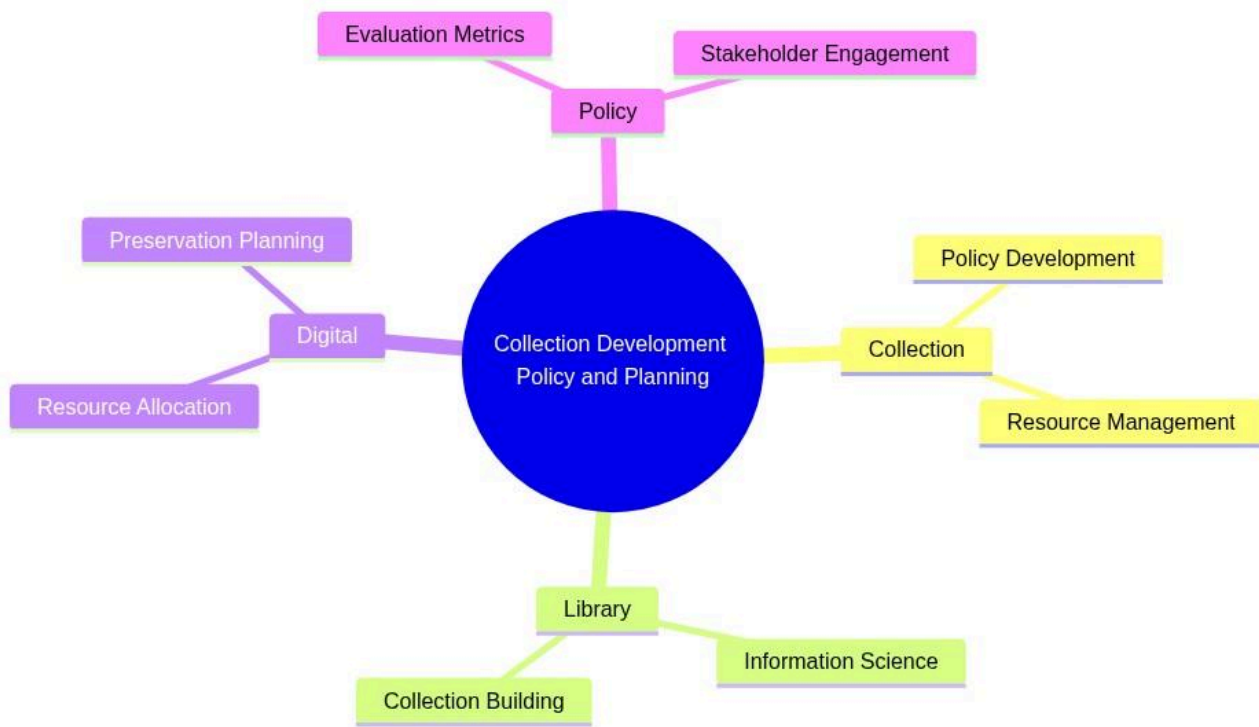 Evaluation Metrics
Stakeholder Engagement
Policy
Preservation Planning
Digital
Resource Allocation
Collection Development
Policy and Planning
Policy Development
Collection
Resource Management
Library
Information Science
Collection Building